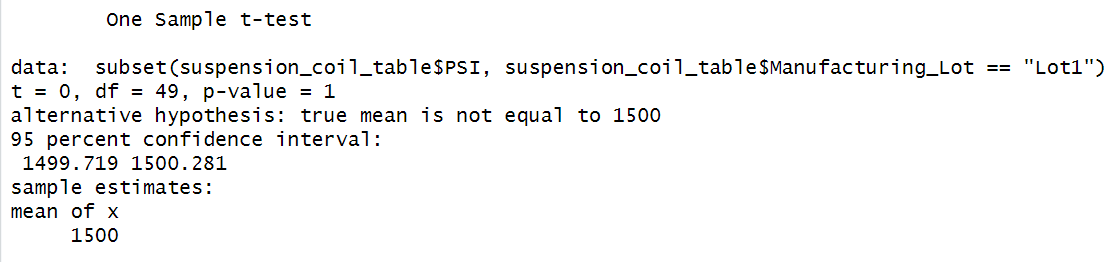 One Sample t-test
data:  subset(suspension_coil_table$PSI, suspension_coil_table$Manufacturing_Lot == "Lot1")
t = 0, df = 49, p-value = 1
alternative hypothesis: true mean is not equal to 1500
95 percent confidence interval:
1499.719 1500.281
sample estimates:
mean of x
1500